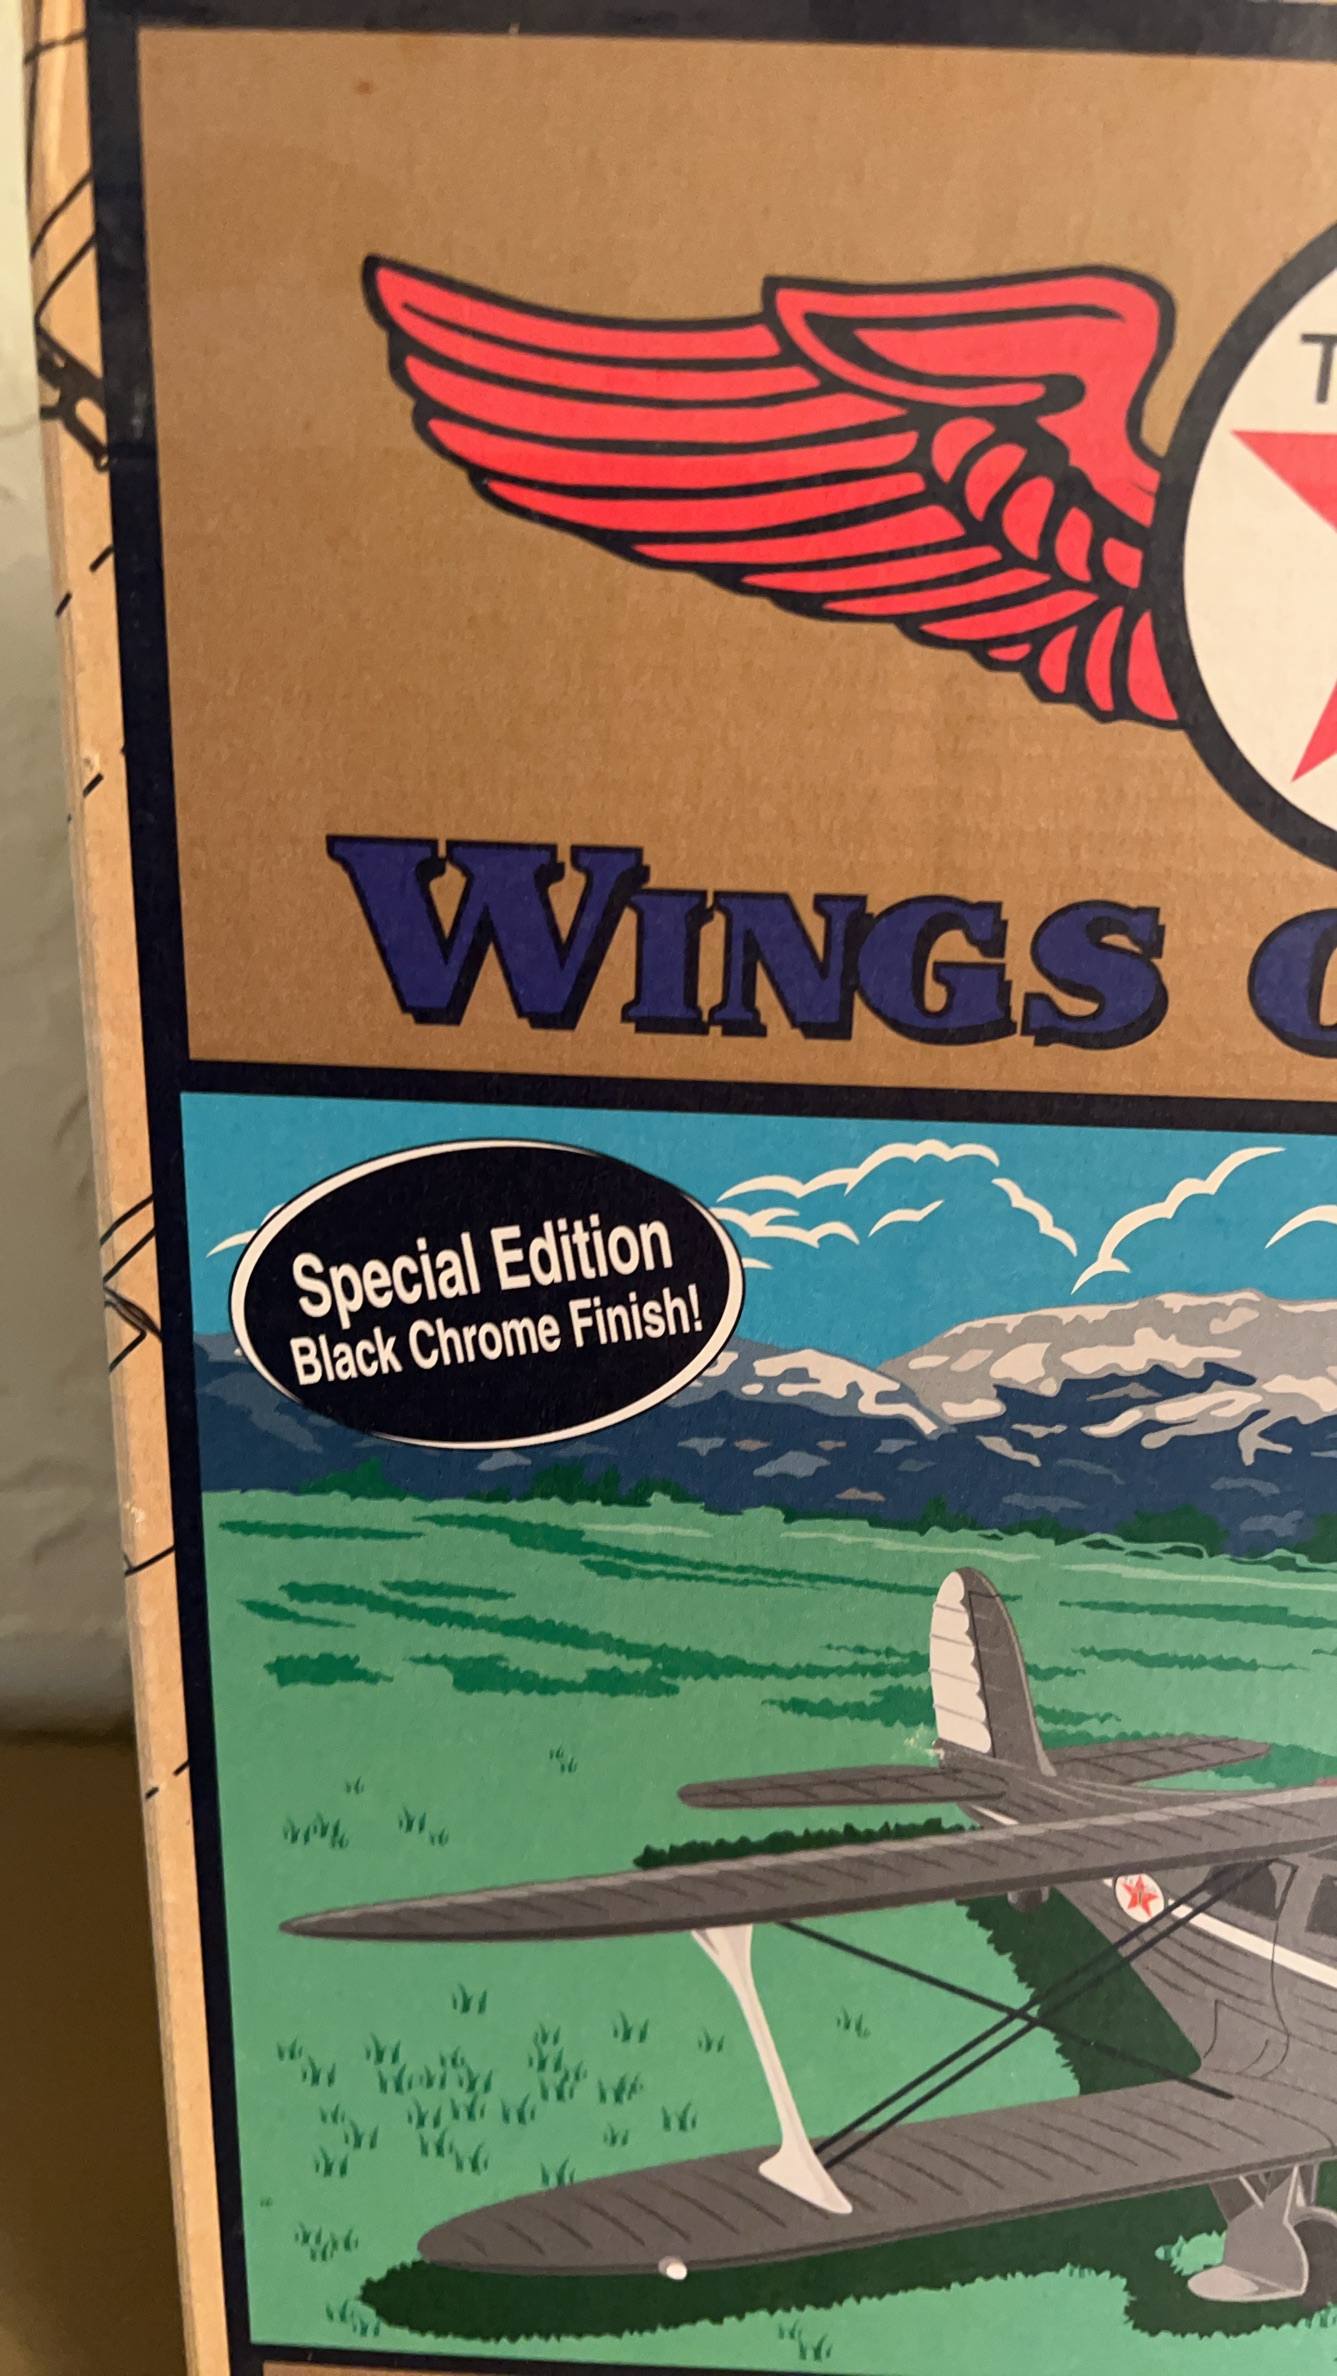 T
WINGS O
Special Edition
Black Chrome Finish!